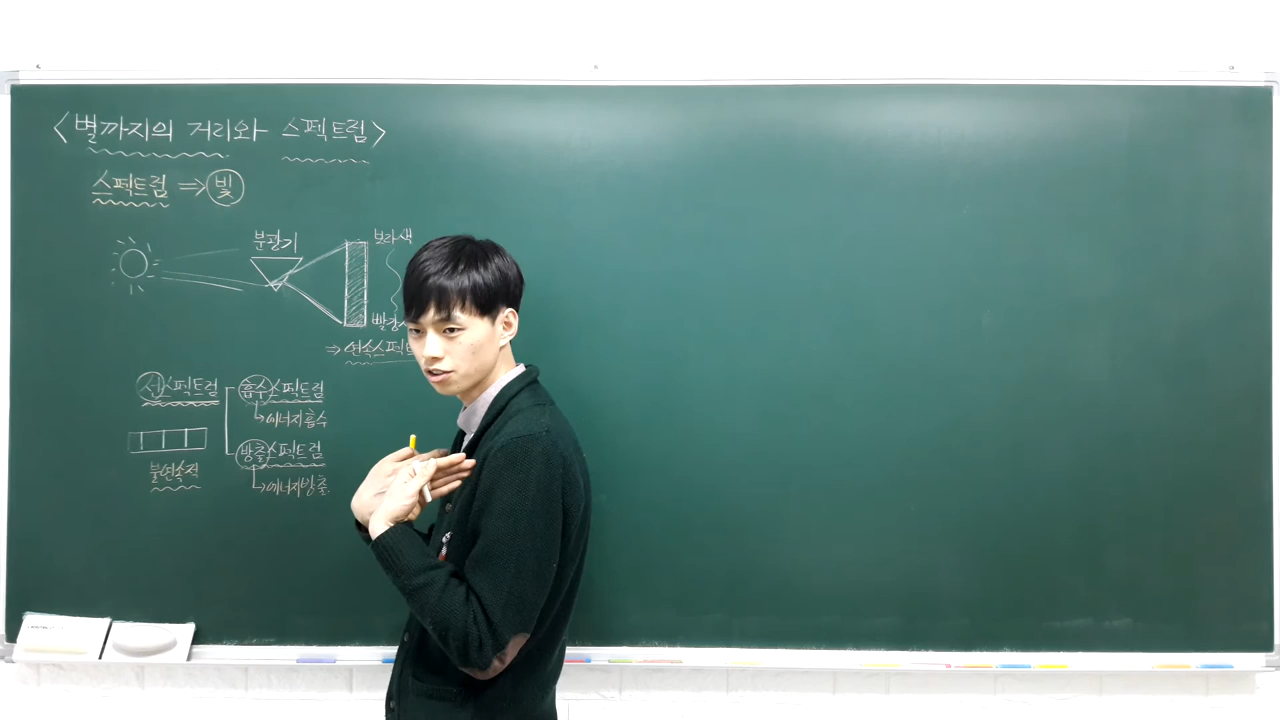 <별까지의 거리와 스펙트럼>
스펙트럼 ⇒ 빛
분광기
보라색
빨강
⇒ 연속스펙트
선스펙트럼
흡수스펙트럼
↳ 에너지흡수
방출스펙트럼
↳ 에너지방출.
불연속적